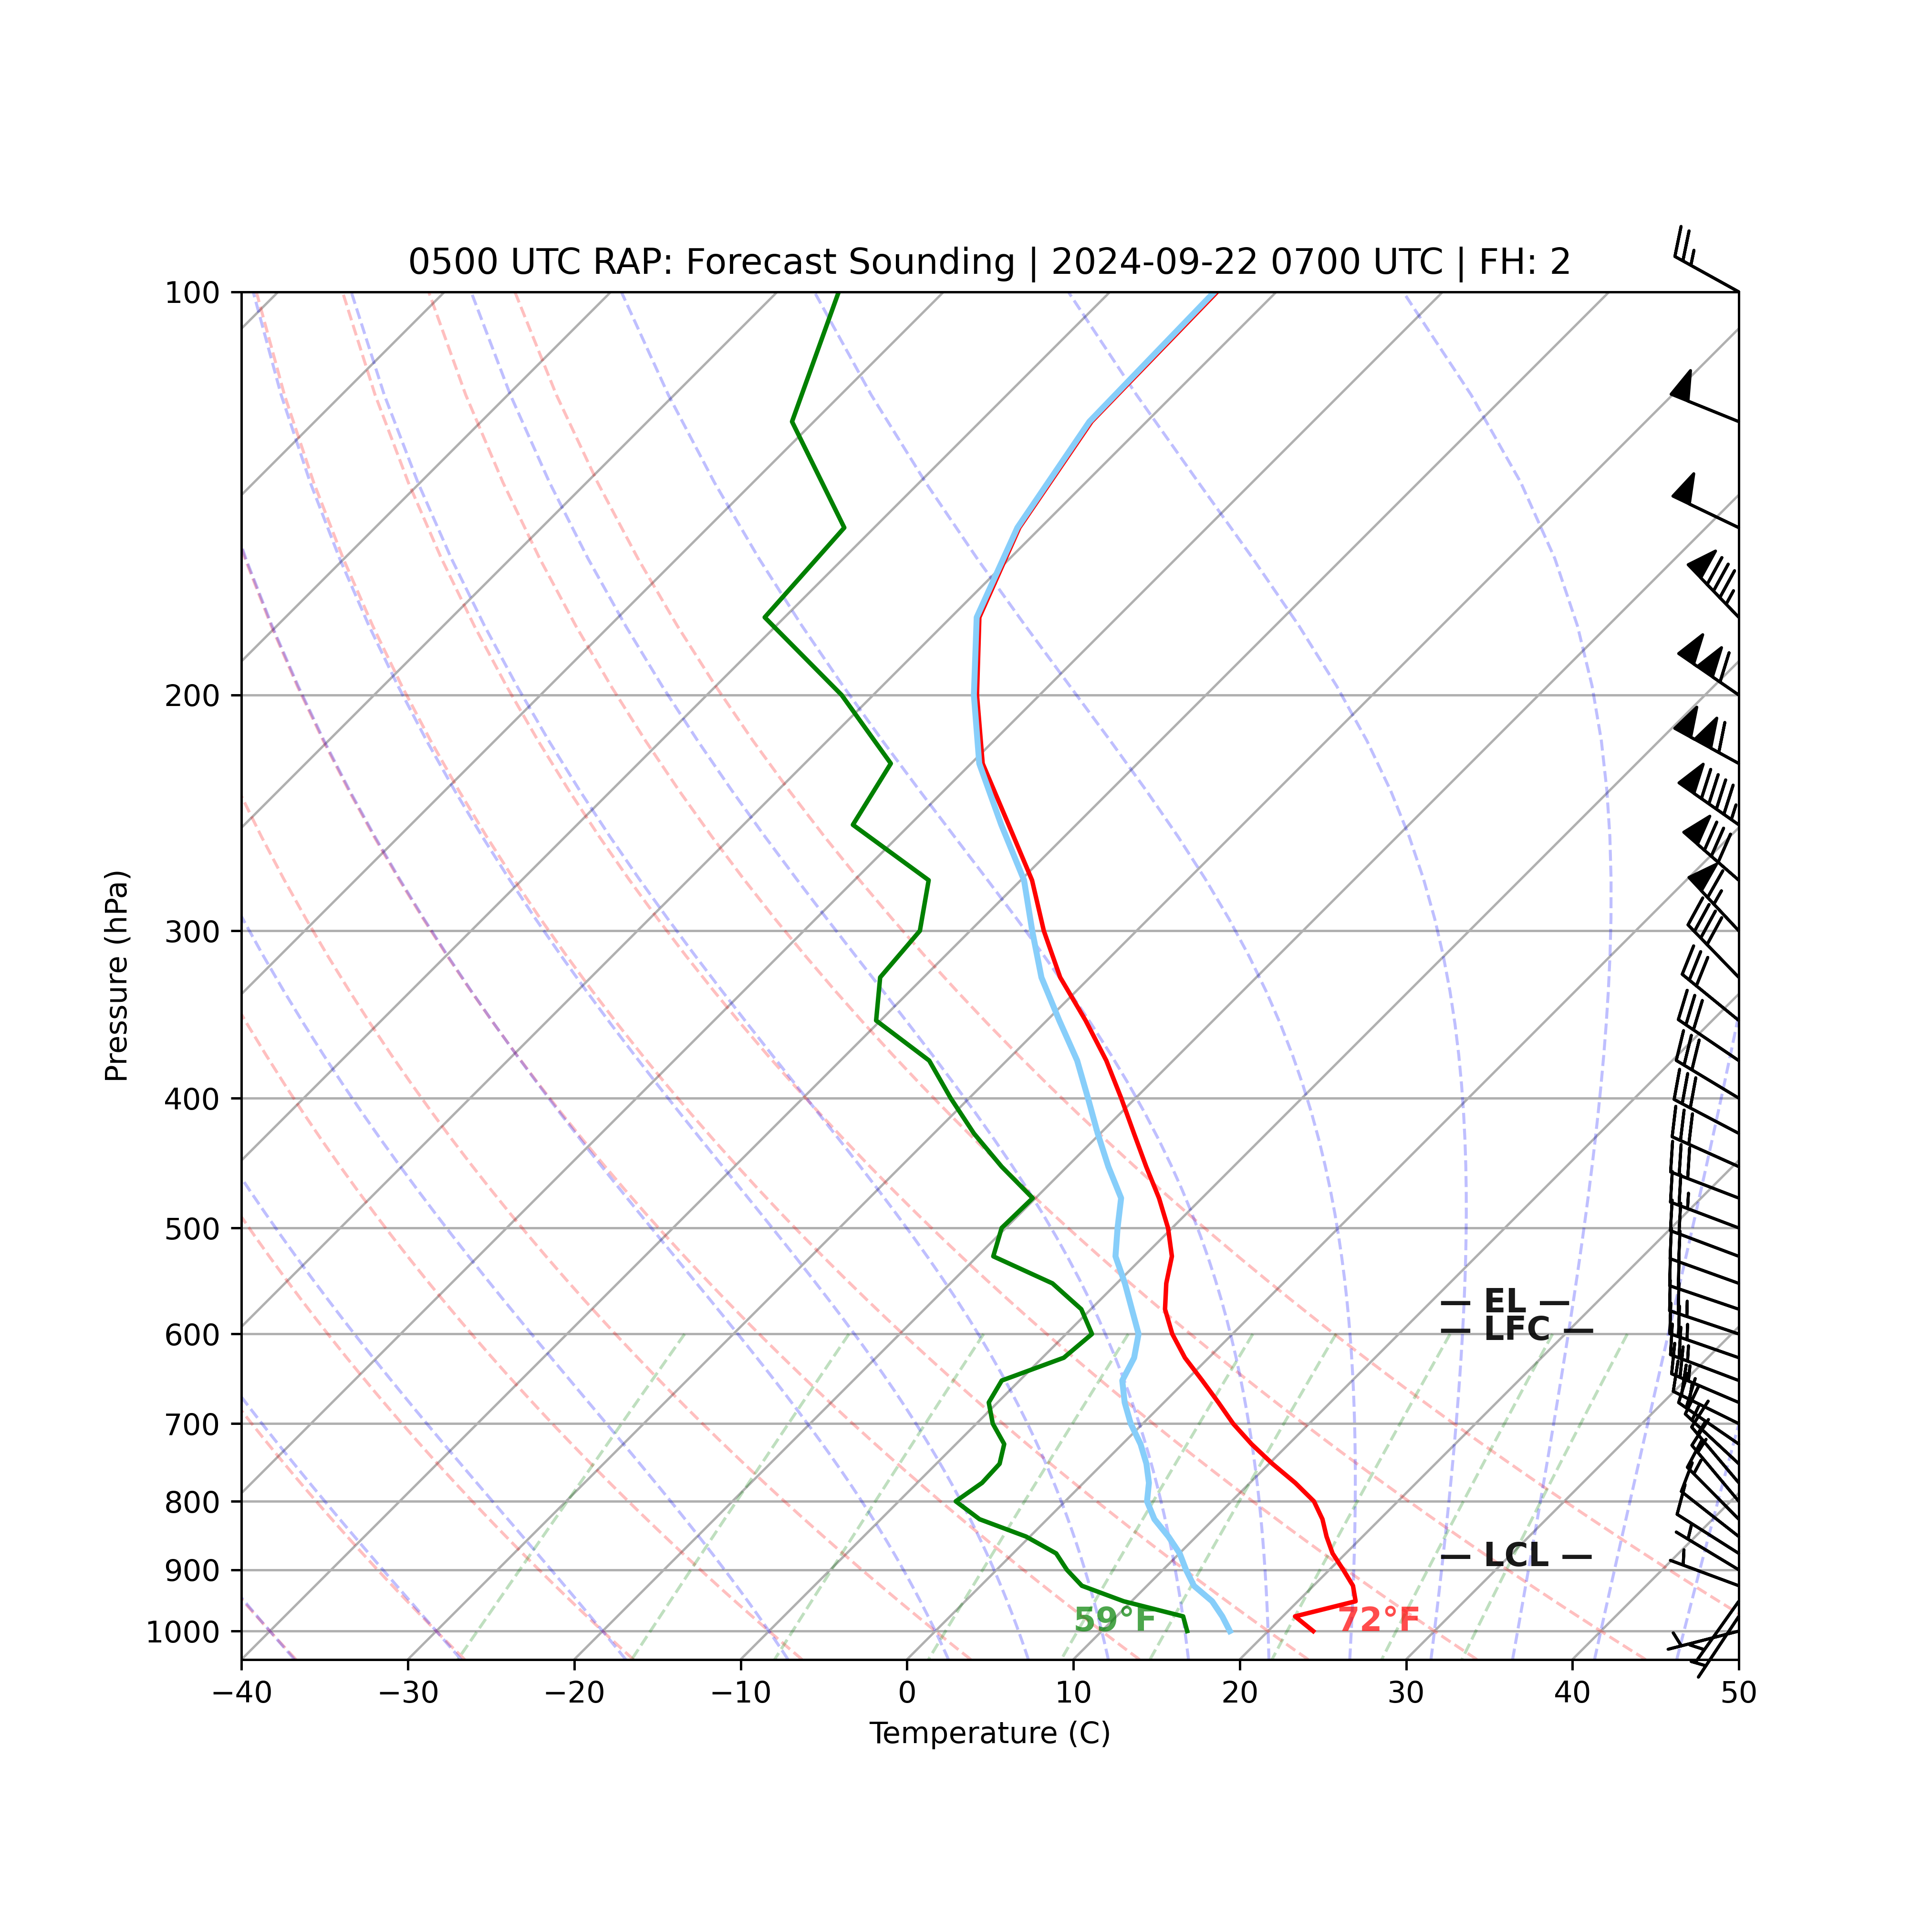 0500 UTC RAP: Forecast Sounding | 2024-09-22 0700 UTC | FH: 2
100
200
300
400
500
600
700
800
900
1000
Pressure (hPa)
— EL —
— LFC —
— LCL —
59°F
72°F
−40 −30 −20 −10 0 10 20 30 40 50
Temperature (C)